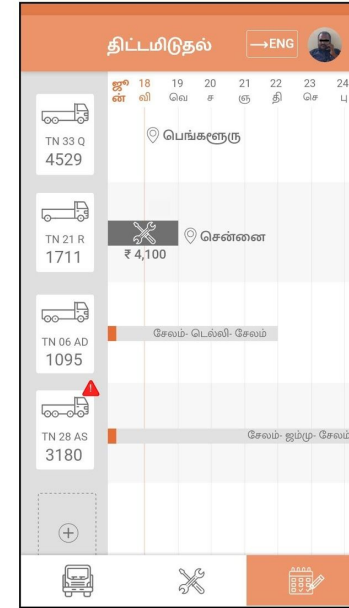 திட்டமிடுதல் →ENG
ஜூன் 18 19 20 21 22 23 24
வி வெ ச ஞ தி செ பு
TN 33 Q
4529
பெங்களூரு
TN 21 R
1711
சென்னை
₹ 4,100
TN 06 AD
1095
சேலம்- டெல்லி- சேலம்
TN 28 AS
3180
சேலம்- ஜம்மு- சேலம்